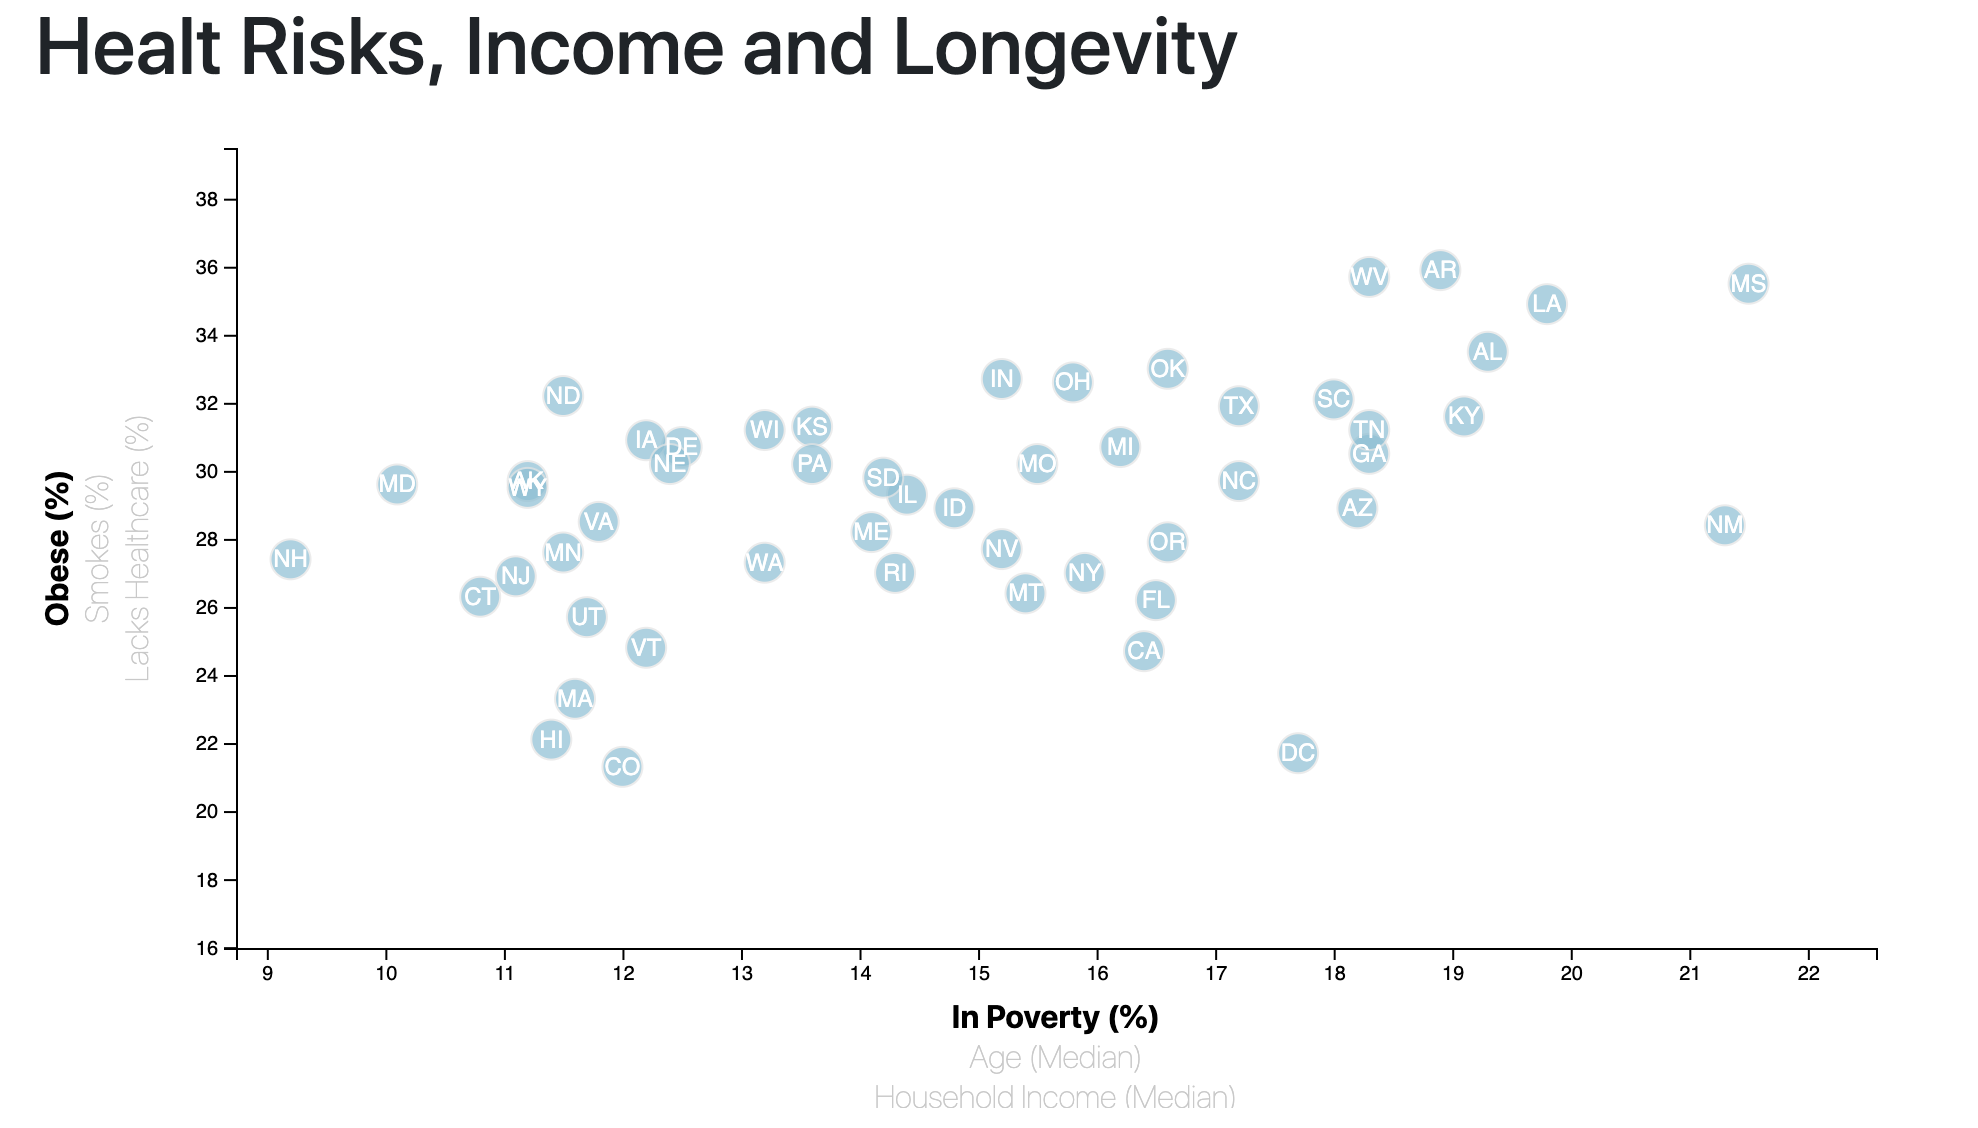 Healt Risks, Income and Longevity
38
36
34
32
30
28
26
24
22
20
18
16
Obese (%)
Smokes (%)
Lacks Healthcare (%)
WV
AR
MS
LA
AL
OK
IN
OH
ND
SC
TX
KY
KS
WI
TN
IA
DE
MI
GA
NE
PA
MO
SD
NC
AK
WY
MD
IL
ID
AZ
VA
NM
ME
OR
NV
MN
NH
WA
RI
NY
NJ
MT
CT
FL
UT
VT
CA
MA
DC
HI
CO
9 10 11 12 13 14 15 16 17 18 19 20 21 22
In Poverty (%)
Age (Median)
Household Income (Median)